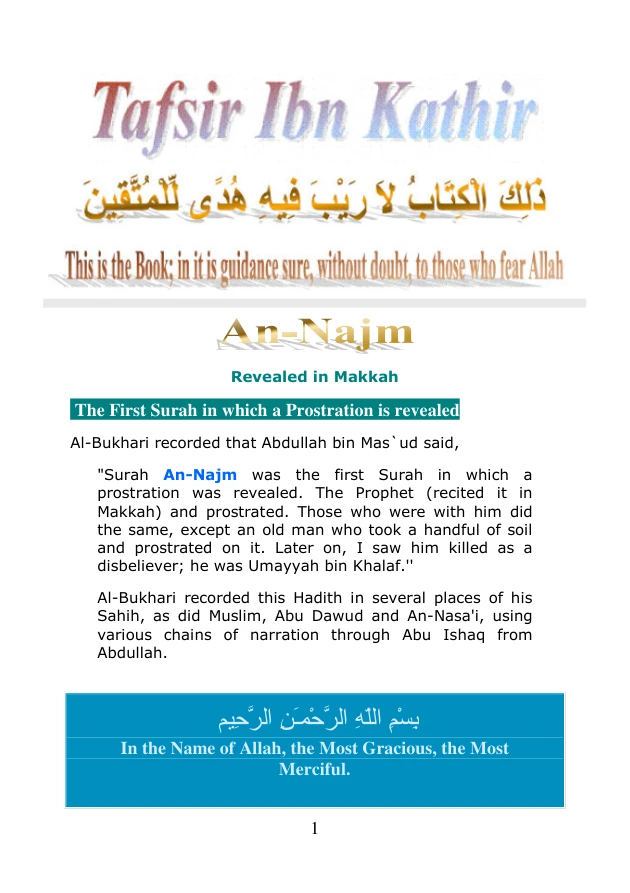 Tafsir Ibn Kathir
ذَلِكَ الْكِتَابُ لاَ رَيْبَ فِيهِ هُدًى لِّلْمُتَّقِينَ
This is the Book; in it is guidance sure, without doubt, to those who fear Allah
An-Najm
Revealed in Makkah
The First Surah in which a Prostration is revealed
Al-Bukhari recorded that Abdullah bin Mas`ud said,
"Surah An-Najm was the first Surah in which a
prostration was revealed. The Prophet (recited it in
Makkah) and prostrated. Those who were with him did
the same, except an old man who took a handful of soil
and prostrated on it. Later on, I saw him killed as a
disbeliever; he was Umayyah bin Khalaf.''
Al-Bukhari recorded this Hadith in several places of his
Sahih, as did Muslim, Abu Dawud and An-Nasa'i, using
various chains of narration through Abu Ishaq from
Abdullah.
بِسْمِ اللَّهِ الرَّحْمَـنِ الرَّحِيمِ
In the Name of Allah, the Most Gracious, the Most
Merciful.
1